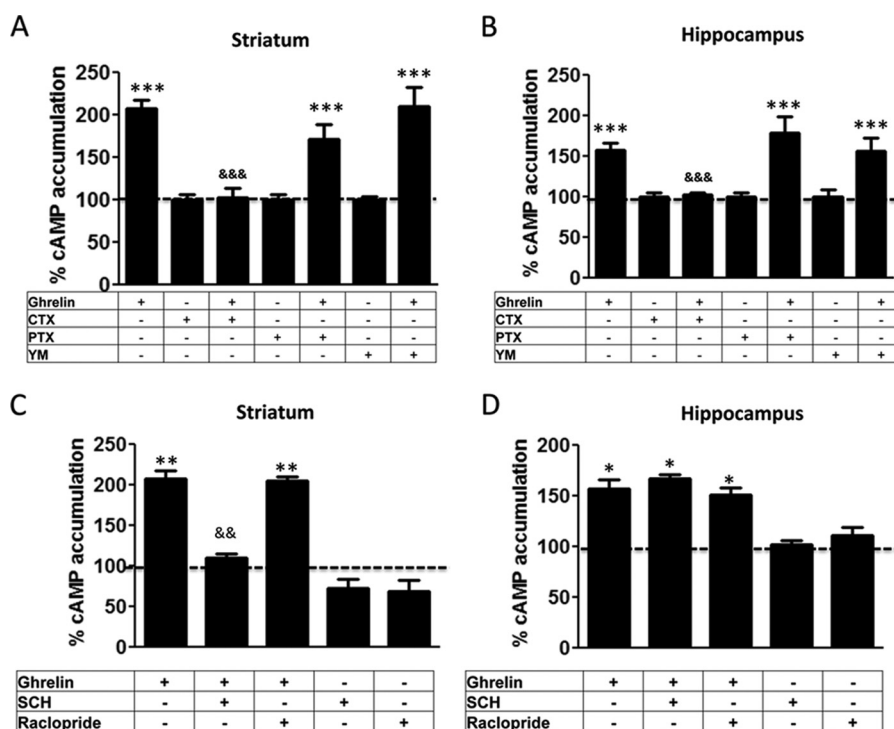 A
Striatum
% cAMP accumulation
250
200
150
100
50
0
***
&&&
***
***
Ghrelin + - + - + - +
CTX - + + - - - -
PTX - - - + + - -
YM - - - - - + +
B
Hippocampus
% cAMP accumulation
250
200
150
100
50
0
***
&&&
***
***
Ghrelin + - + - + - +
CTX - + + - - - -
PTX - - - + + - -
YM - - - - - + +
C
Striatum
% cAMP accumulation
250
200
150
100
50
0
**
&&
**
Ghrelin + + + - -
SCH - + - + -
Raclopride - - + - +
D
Hippocampus
% cAMP accumulation
200
150
100
50
0
*
*
*
Ghrelin + + + - -
SCH - + - + -
Raclopride - - + - +